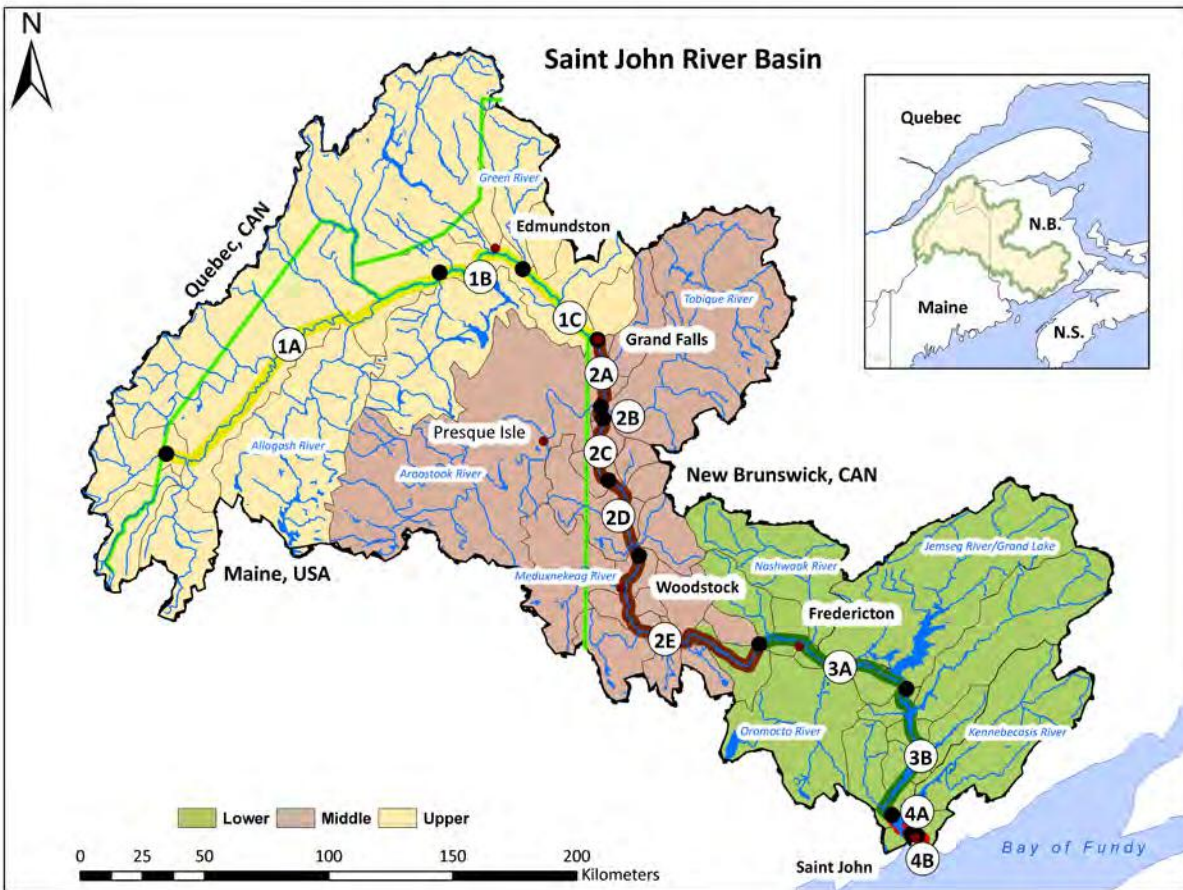 N
Saint John River Basin
Quebec
N.B.
Maine
N.S.
Quebec, CAN
Green River
Edmundston
1B
1A
1C
Tobique River
Grand Falls
2A
2B
Presque Isle
2C
Allagash River
Aroostook River
New Brunswick, CAN
2D
Maine, USA
Meduxnekeag River
Woodstock
Nashwaak River
Jemseg River/Grand Lake
Fredericton
2E
3A
Oromocto River
Kennebecasis River
3B
4A
4B
Saint John
Bay of Fundy
Lower Middle Upper
0 50 100 150 200
Kilometers